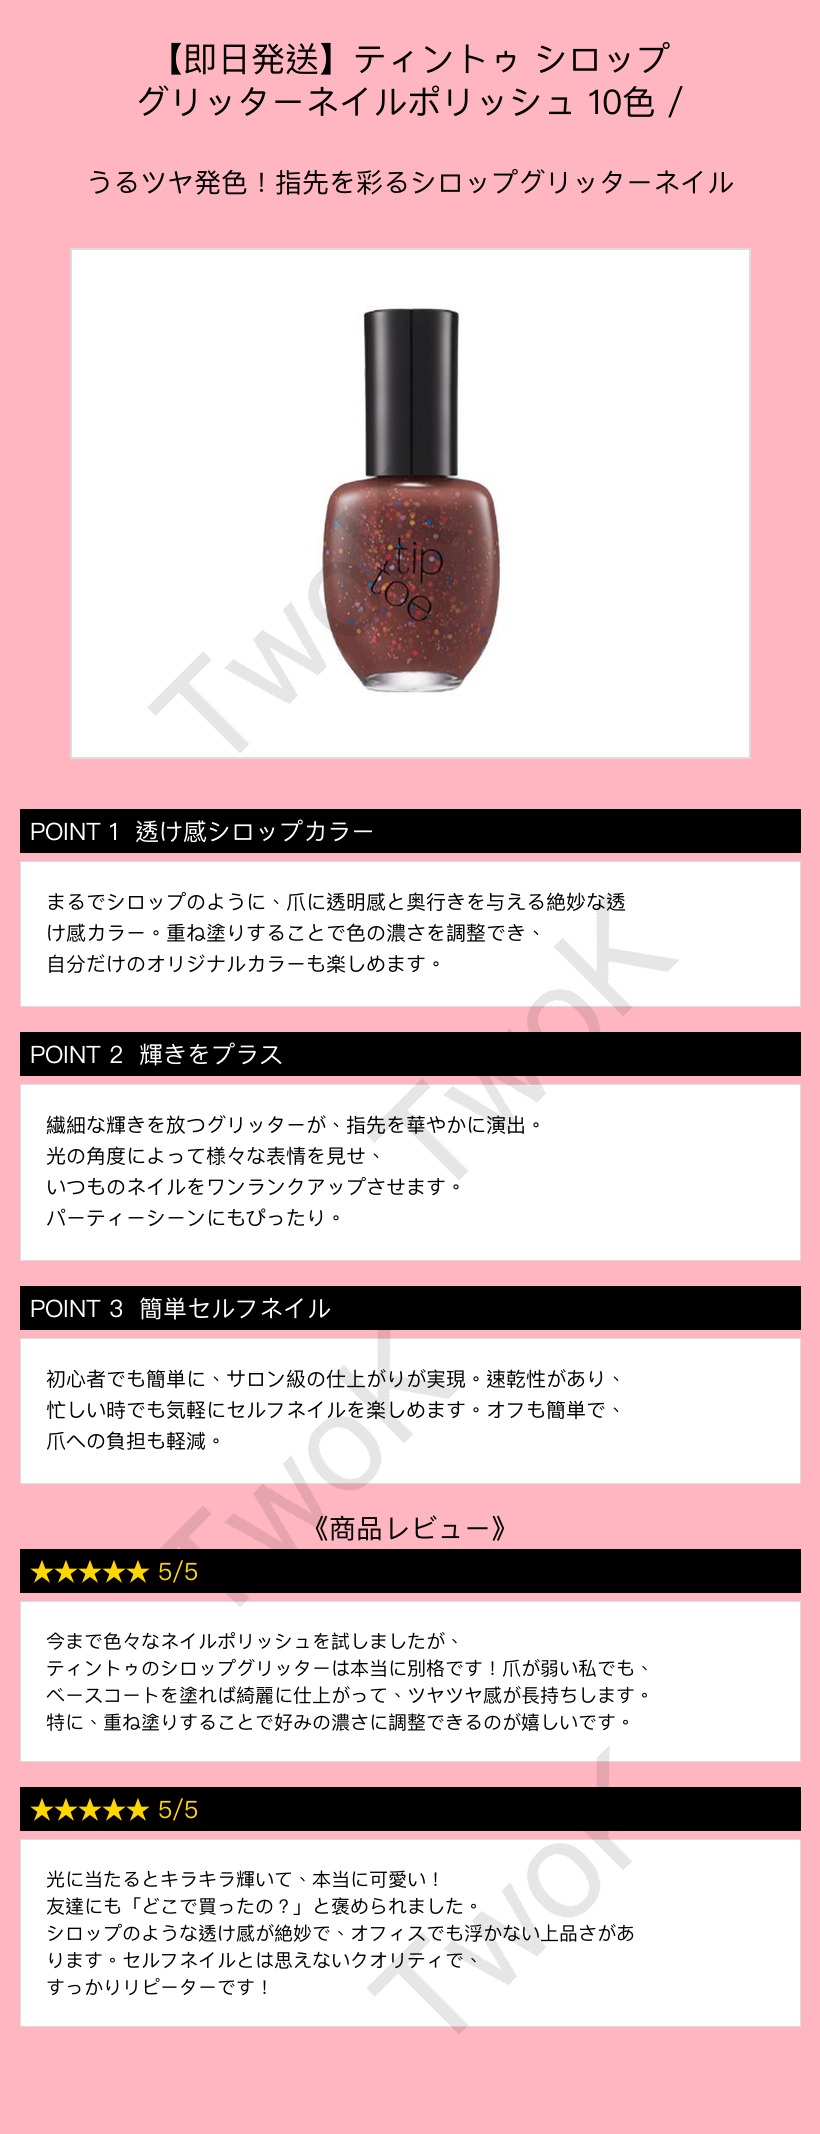 【即日発送】ティントゥ シロップ
グリッターネイルポリッシュ 10色 /
うるツヤ発色！指先を彩るシロップグリッターネイル
tip
toe
TwoK
POINT 1 透け感シロップカラー
まるでシロップのように、爪に透明感と奥行きを与える絶妙な透
け感カラー。重ね塗りすることで色の濃さを調整でき、
自分だけのオリジナルカラーも楽しめます。
TwoK
POINT 2 輝きをプラス
繊細な輝きを放つグリッターが、指先を華やかに演出。
光の角度によって様々な表情を見せ、
いつものネイルをワンランクアップさせます。
パーティーシーンにもぴったり。
POINT 3 簡単セルフネイル
初心者でも簡単に、サロン級の仕上がりが実現。速乾性があり、
忙しい時でも気軽にセルフネイルを楽しめます。オフも簡単で、
爪への負担も軽減。
TwoK
《商品レビュー》
★★★★★ 5/5
今まで色々なネイルポリッシュを試しましたが、
ティントゥのシロップグリッターは本当に別格です！爪が弱い私でも、
ベースコートを塗れば綺麗に仕上がって、ツヤツヤ感が長持ちします。
特に、重ね塗りすることで好みの濃さに調整できるのが嬉しいです。
★★★★★ 5/5
光に当たるとキラキラ輝いて、本当に可愛い！
友達にも「どこで買ったの？」と褒められました。
シロップのような透け感が絶妙で、オフィスでも浮かない上品さがあ
ります。セルフネイルとは思えないクオリティで、
すっかりリピーターです！
TwoK